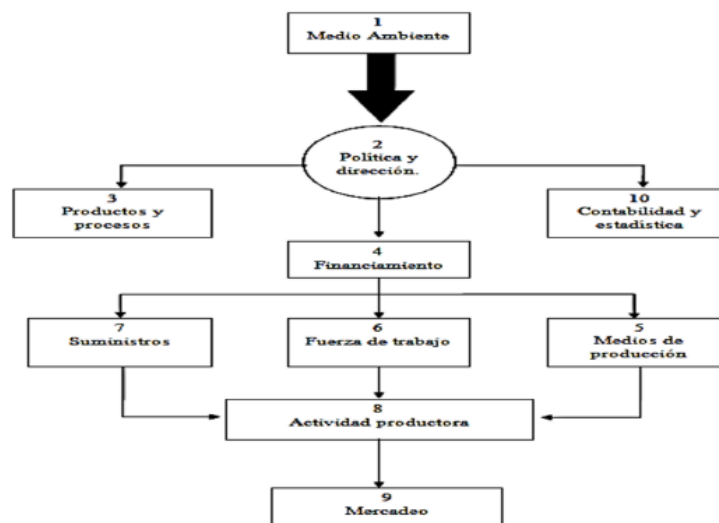 1
Medio Ambiente
2
Política y
dirección.
3
Productos y
procesos
10
Contabilidad y
estadística
4
Financiamiento
7
Suministros
6
Fuerza de trabajo
5
Medios de
producción
8
Actividad productora
9
Mercadeo